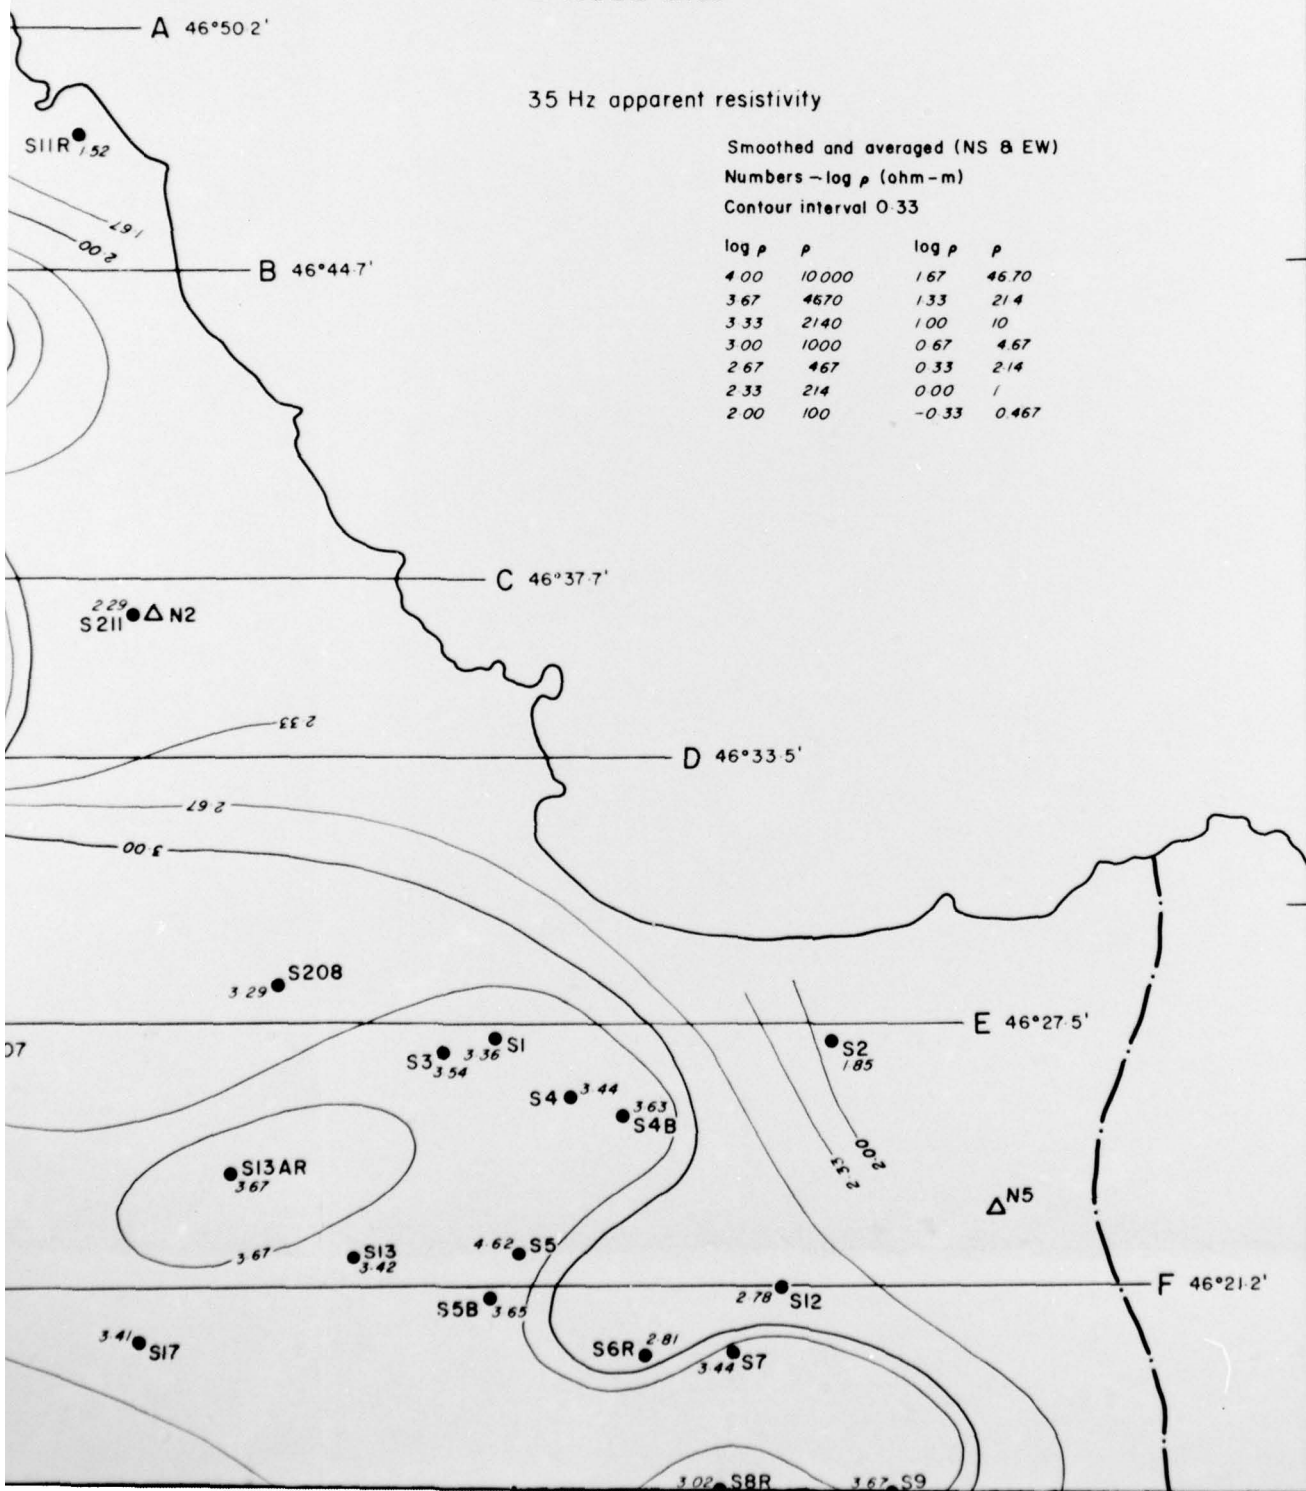 A 46°50·2'
35 Hz apparent resistivity
Smoothed and averaged (NS & EW)
Numbers - log ρ (ohm-m)
Contour interval 0·33
log ρ ρ log ρ ρ
4·00 10000 1·67 46·70
3·67 4670 1·33 21·4
3·33 2140 1·00 10
3·00 1000 0·67 4·67
2·67 467 0·33 2·14
2·33 214 0·00 1
2·00 100 -0·33 0·467
S11R 1·52
1·67
2·00
B 46°44·7'
C 46°37·7'
2·29
S211 N2
2·33
D 46°33·5'
2·67
3·00
S208
3·29
E 46°27·5'
07
S3 3·54
3·36 S1
S2
1·85
S4 3·44
3·63
S4B
2·00
2·33
S13AR
3·67
N5
3·67
S13
3·42
4·62 S5
F 46°21·2'
S5B 3·65
2·78 S12
3·41 S17
S6R 2·81
3·44 S7
3·02 S8R
3·67 S9